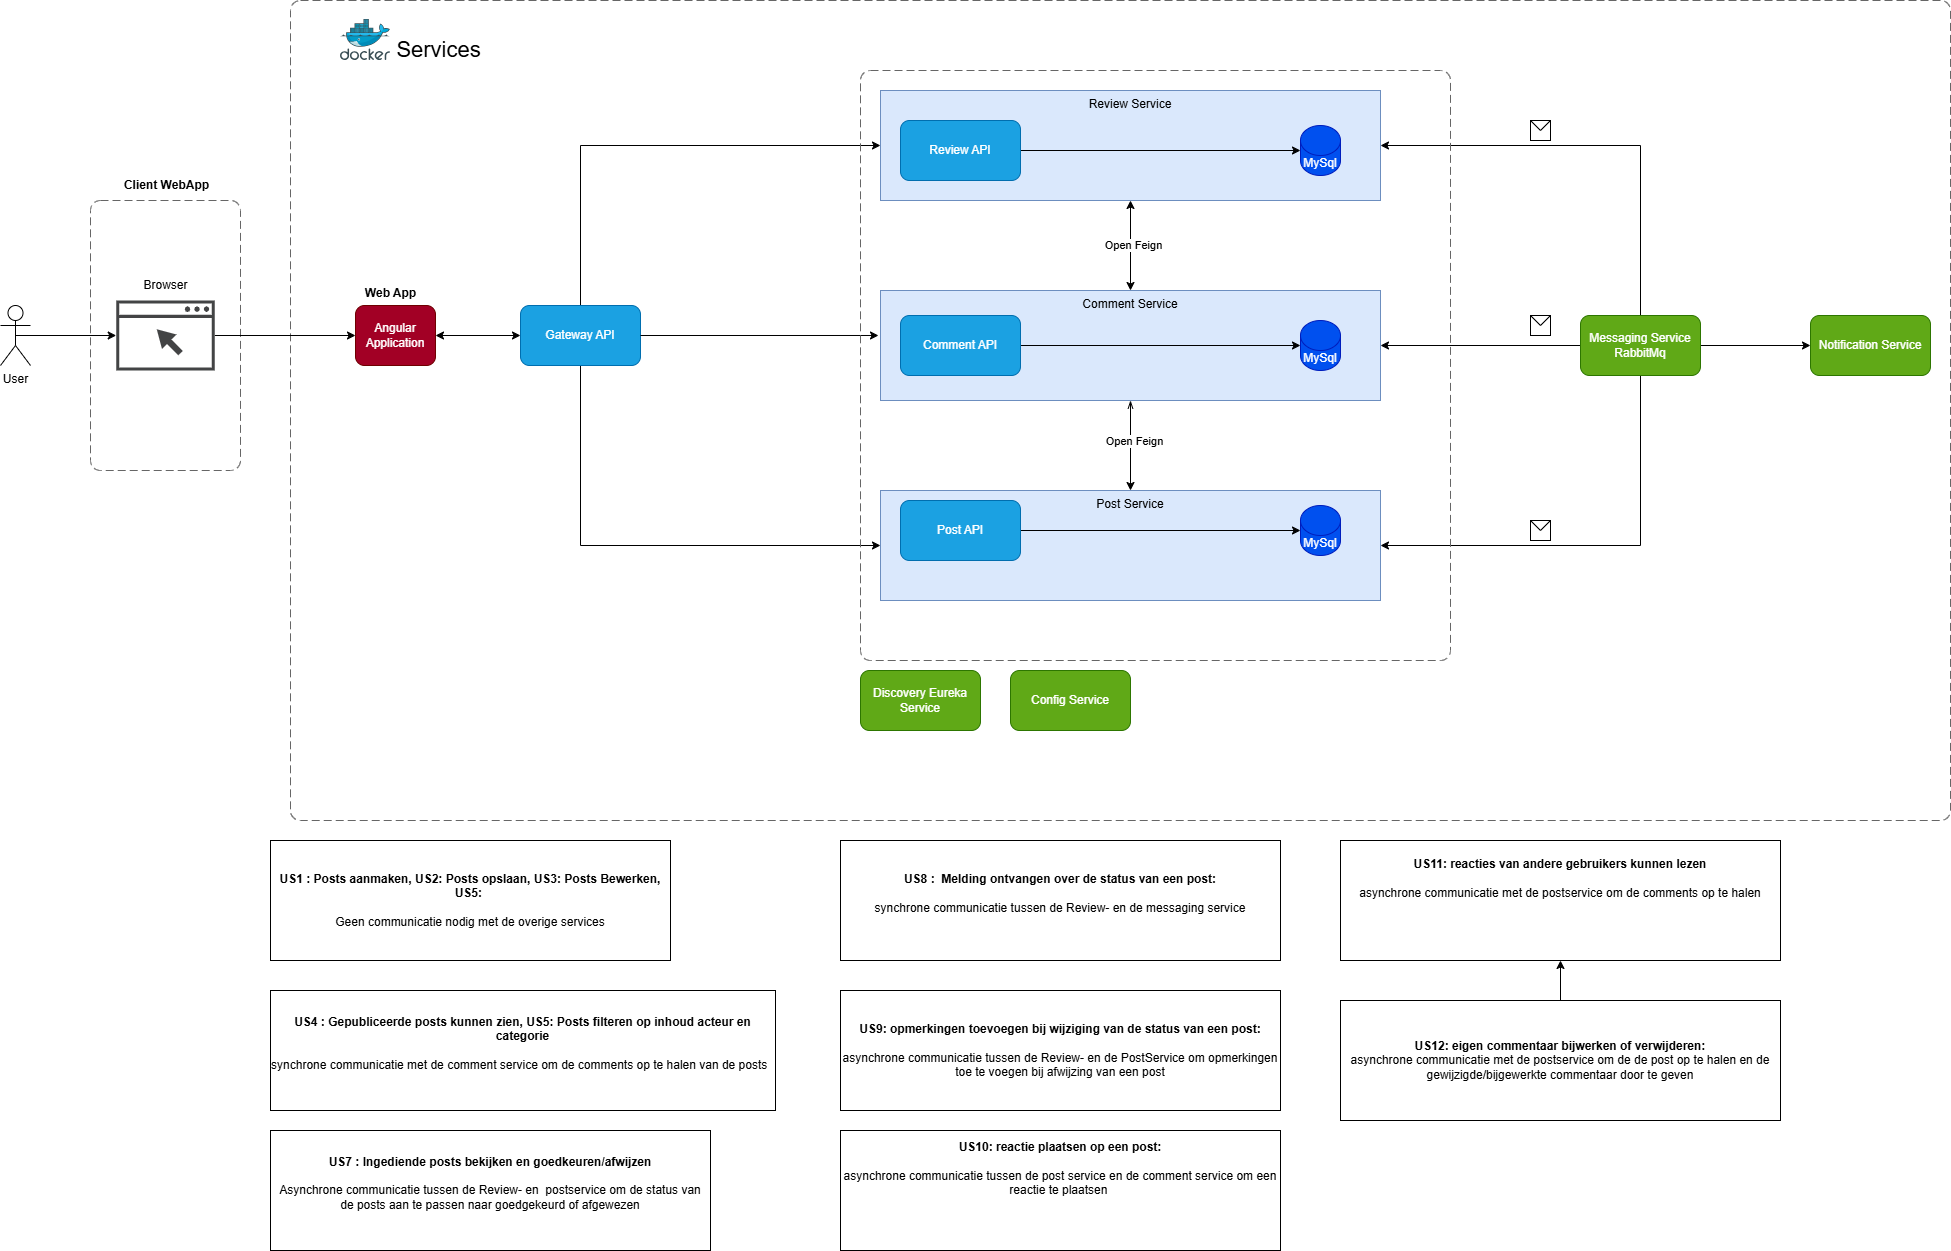 docker Services
Review Service
Review API
MySql
Client WebApp
Open Feign
Browser
Web App
Comment Service
Angular
Application
Gateway API
Comment API
MySql
Messaging Service
RabbitMq
Notification Service
User
Open Feign
Post Service
Post API
MySql
Discovery Eureka
Service
Config Service
US1 : Posts aanmaken, US2: Posts opslaan, US3: Posts Bewerken,
US5:
Geen communicatie nodig met de overige services
US8 : Melding ontvangen over de status van een post:
synchrone communicatie tussen de Review- en de messaging service
US11: reacties van andere gebruikers kunnen lezen
asynchrone communicatie met de postservice om de comments op te halen
US4 : Gepubliceerde posts kunnen zien, US5: Posts filteren op inhoud acteur en
categorie
synchrone communicatie met de comment service om de comments op te halen van de posts
US9: opmerkingen toevoegen bij wijziging van de status van een post:
asynchrone communicatie tussen de Review- en de PostService om opmerkingen
toe te voegen bij afwijzing van een post
US12: eigen commentaar bijwerken of verwijderen:
asynchrone communicatie met de postservice om de de post op te halen en de
gewijzigde/bijgewerkte commentaar door te geven
US7 : Ingediende posts bekijken en goedkeuren/afwijzen
Asynchrone communicatie tussen de Review- en postservice om de status van
de posts aan te passen naar goedgekeurd of afgewezen
US10: reactie plaatsen op een post:
asynchrone communicatie tussen de post service en de comment service om een
reactie te plaatsen